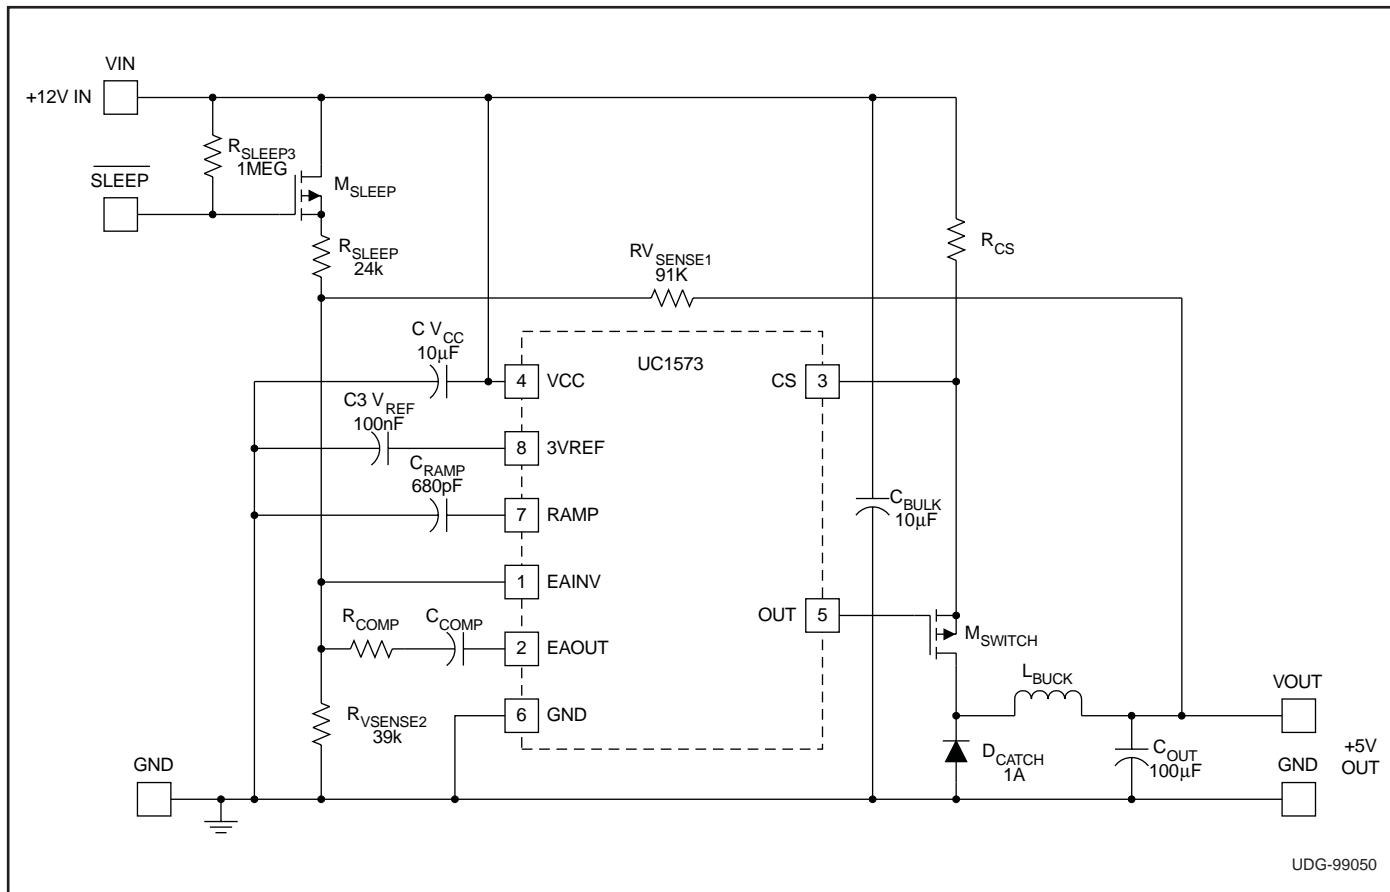 VIN
+12V IN
RSLEEP3
1MEG
SLEEP
MSLEEP
RSLEEP
24k
RVSENSE1
91K
RCS
C VCC
10µF
UC1573
4 VCC
CS 3
C3 VREF
100nF
8 3VREF
CRAMP
680pF
7 RAMP
CBULK
10µF
1 EAINV
OUT 5
RCOMP
CCOMP
2 EAOUT
MSWITCH
LBUCK
VOUT
RVSENSE2
39k
6 GND
GND
DCATCH
1A
COUT
100µF
+5V
OUT
GND
UDG-99050